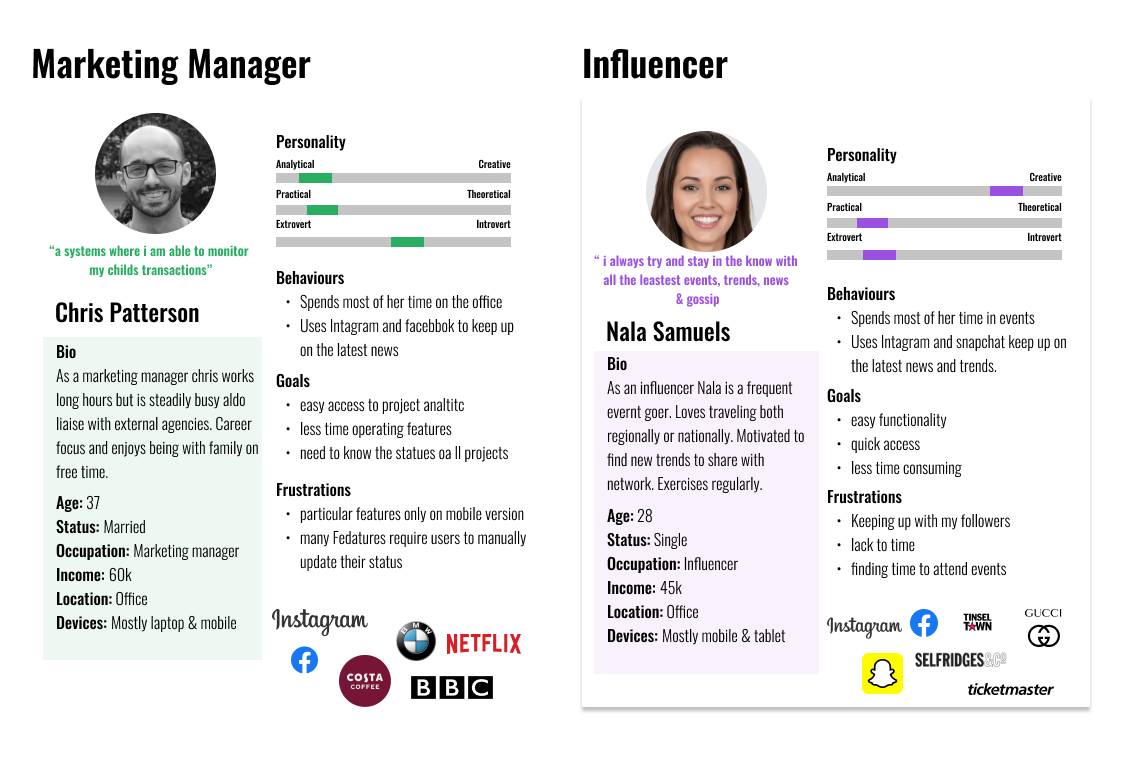 Marketing Manager
Personality
Analytical Creative
Practical Theoretical
Extrovert Introvert
“a systems where i am able to monitor
my childs transactions”
Chris Patterson
Bio
As a marketing manager chris works
long hours but is steadily busy aldo
liaise with external agencies. Career
focus and enjoys being with family on
free time.
Age: 37
Status: Married
Occupation: Marketing manager
Income: 60k
Location: Office
Devices: Mostly laptop & mobile
Behaviours
• Spends most of her time on the office
• Uses Intagram and facebbok to keep up
on the latest news
Goals
• easy access to project analtitc
• less time operating features
• need to know the statues oa ll projects
Frustrations
• particular features only on mobile version
• many Fedatures require users to manually
update their status
Instagram
BMW
NETFLIX
COSTA
COFFEE
BBC
Influencer
Personality
Analytical Creative
Practical Theoretical
Extrovert Introvert
“ i always try and stay in the know with
all the leastest events, trends, news
& gossip
Nala Samuels
Bio
As an influencer Nala is a frequent
evernt goer. Loves traveling both
regionally or nationally. Motivated to
find new trends to share with
network. Exercises regularly.
Age: 28
Status: Single
Occupation: Influencer
Income: 45k
Location: Office
Devices: Mostly mobile & tablet
Behaviours
• Spends most of her time in events
• Uses Intagram and snapchat keep up on
the latest news and trends.
Goals
• easy functionality
• quick access
• less time consuming
Frustrations
• Keeping up with my followers
• lack to time
• finding time to attend events
Instagram
TINSEL
TOWN
GUCCI
SELFRIDGES&Co
ticketmaster